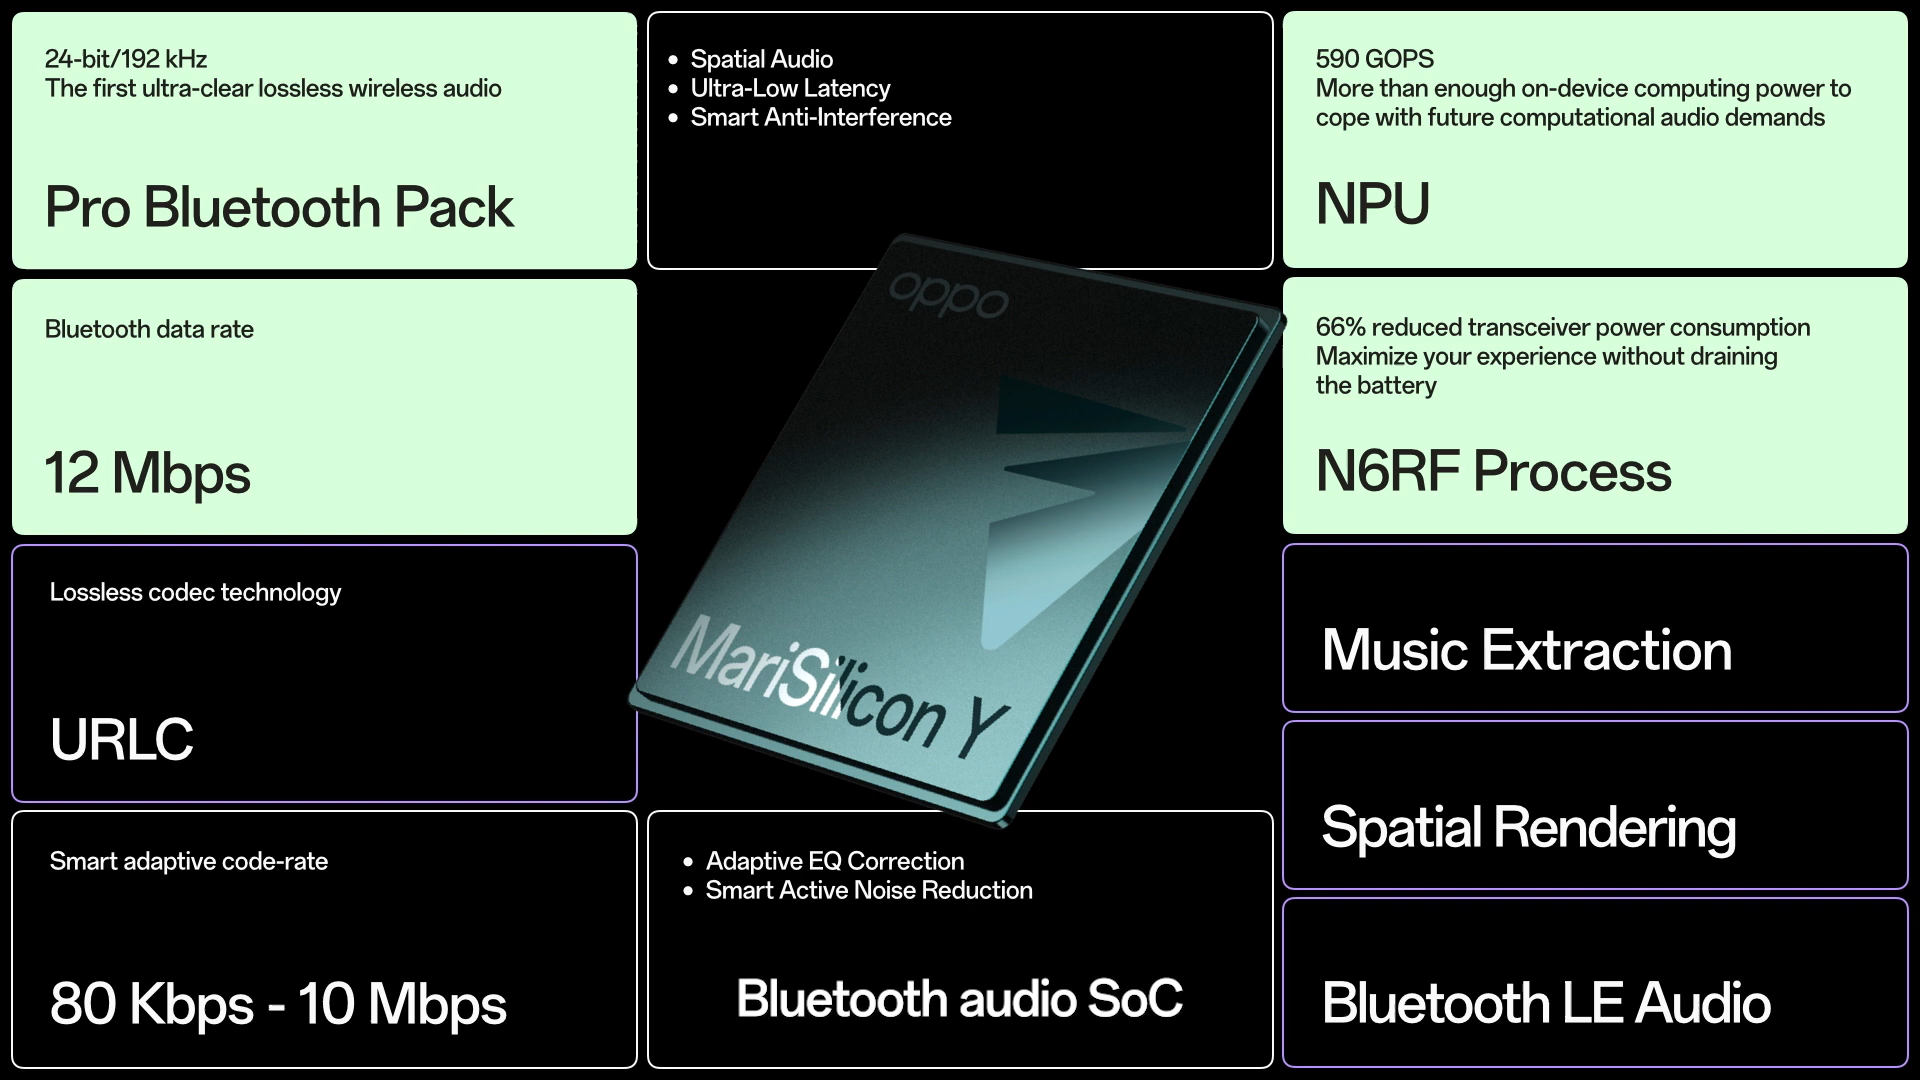 24-bit/192 kHz
The first ultra-clear lossless wireless audio
Pro Bluetooth Pack
• Spatial Audio
• Ultra-Low Latency
• Smart Anti-Interference
590 GOPS
More than enough on-device computing power to
cope with future computational audio demands
NPU
Bluetooth data rate
12 Mbps
oppo
MariSilicon Y
66% reduced transceiver power consumption
Maximize your experience without draining
the battery
N6RF Process
Lossless codec technology
URLC
Music Extraction
Spatial Rendering
Smart adaptive code-rate
80 Kbps - 10 Mbps
• Adaptive EQ Correction
• Smart Active Noise Reduction
Bluetooth audio SoC
Bluetooth LE Audio